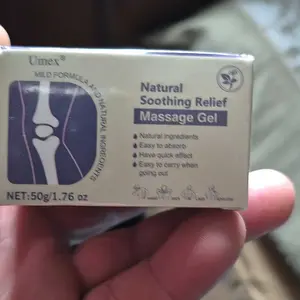 Umex®
MILD FORMULA AND NATURAL INGREDIENTS
NET:50g/1.76 oz
Natural
Soothing Relief
Massage Gel
Natural ingredients
Easy to absorb
Have quick effect
Easy to carry when
going out